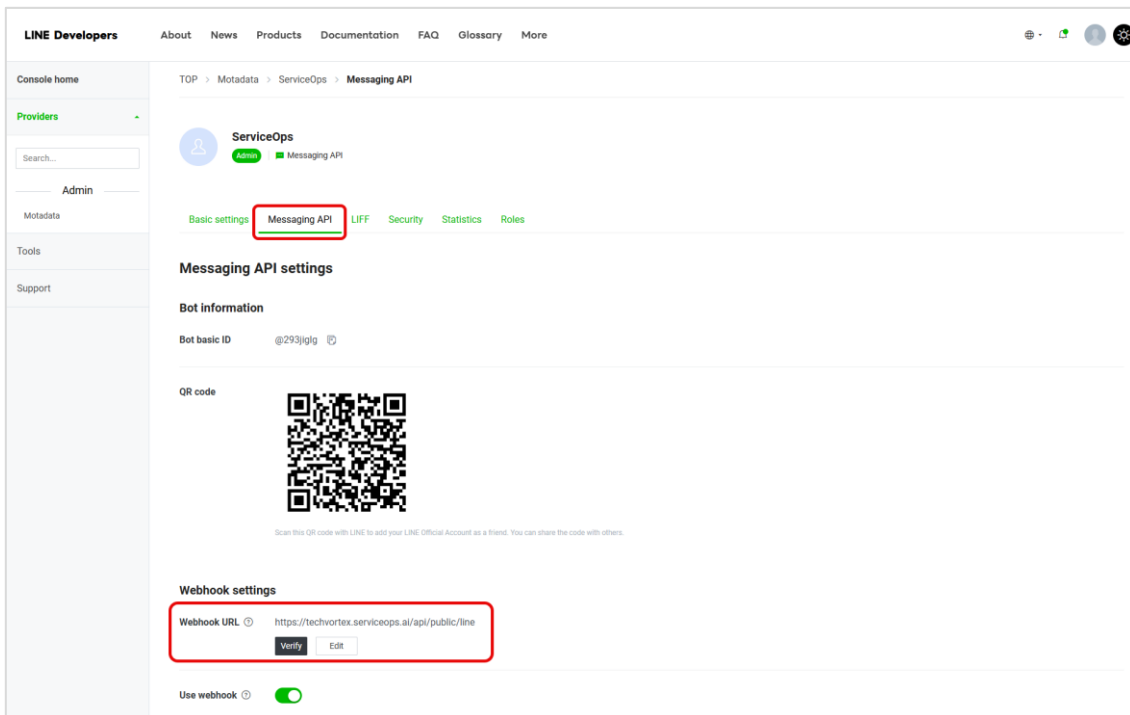 LINE Developers About News Products Documentation FAQ Glossary More
Console home
Providers
Search...
Admin
Motadata
Tools
Support
TOP > Motadata > ServiceOps > Messaging API
ServiceOps
Admin Messaging API
Basic settings Messaging API LIFF Security Statistics Roles
Messaging API settings
Bot information
Bot basic ID @293jiglg
QR code
Scan this QR code with LINE to add your LINE Official Account as a friend. You can share the code with others.
Webhook settings
Webhook URL https://techvortex.serviceops.ai/api/public/line
Verify Edit
Use webhook